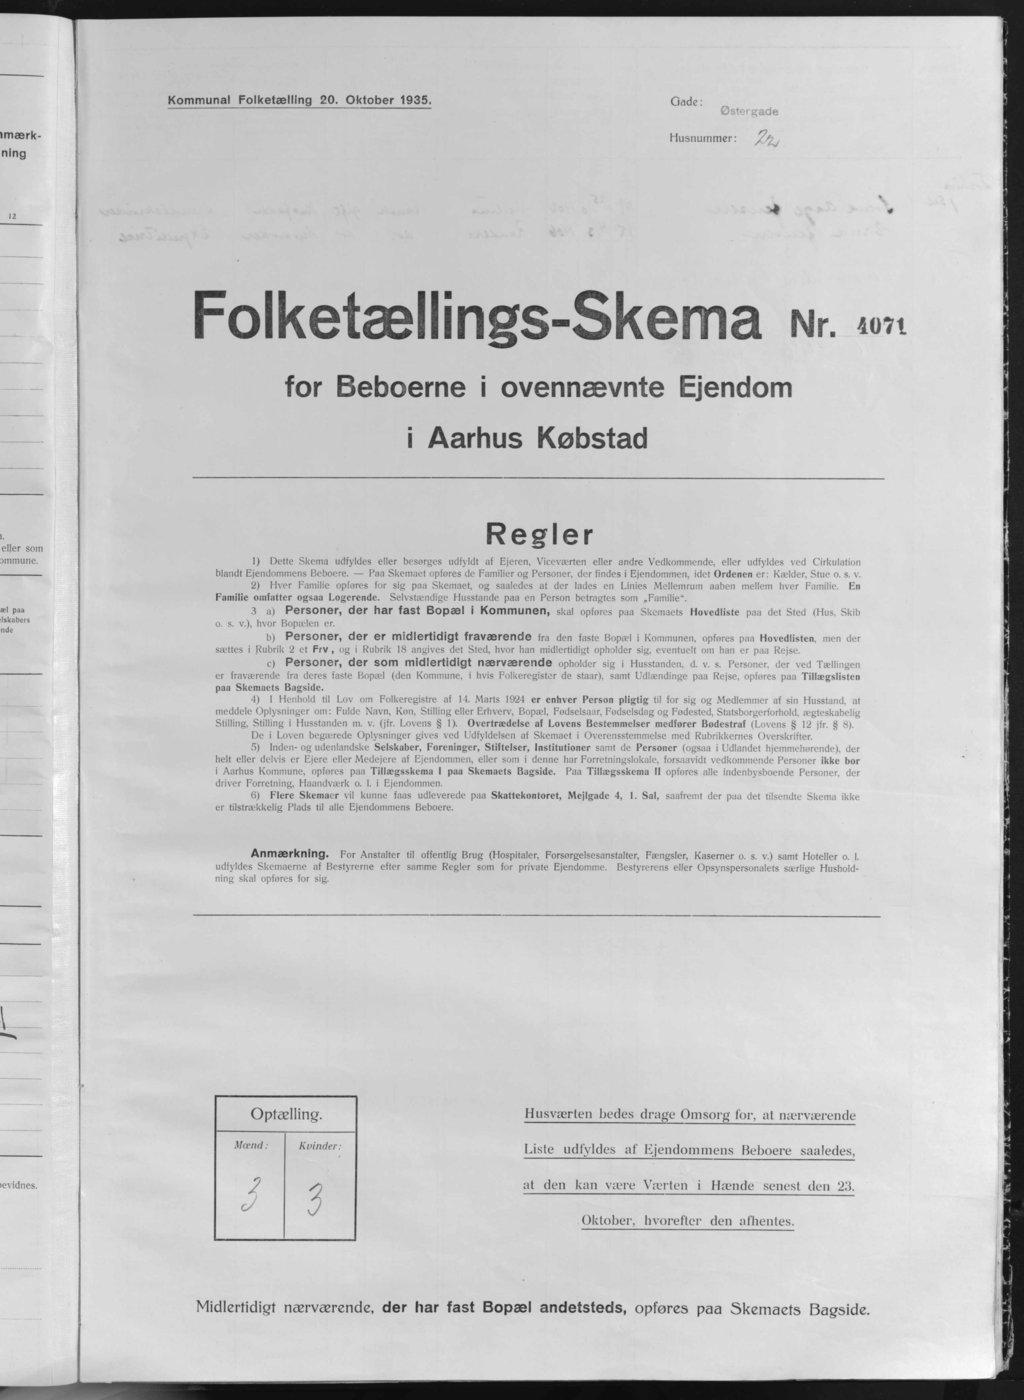 Kommunal Folketælling 20. Oktober 1935.
Gade: Østergade
Husnummer: 22
mærk-
ning
12
eller som
ommune.
æl paa
elskabers
nde
evidnes.
Folketællings-Skema Nr. 4071
for Beboerne i ovennævnte Ejendom
i Aarhus Købstad
Regler
1) Dette Skema udfyldes eller besørges udfyldt af Ejeren, Viceværten eller andre Vedkommende, eller udfyldes ved Cirkulation
blandt Ejendommens Beboere. — Paa Skemaet opføres de Familier og Personer, der findes i Ejendommen, idet Ordenen er: Kælder, Stue o. s. v.
2) Hver Familie opføres for sig paa Skemaet, og saaledes at der lades en Linies Mellemrum aaben mellem hver Familie. En
Familie omfatter ogsaa Logerende. Selvstændige Husstande paa en Person betragtes som „Familie“.
3 a) Personer, der har fast Bopæl i Kommunen, skal opføres paa Skemaets Hovedliste paa det Sted (Hus, Skib
o. s. v.), hvor Bopælen er.
b) Personer, der er midlertidigt fraværende fra den faste Bopæl i Kommunen, opføres paa Hovedlisten, men der
sættes i Rubrik 2 et Frv, og i Rubrik 18 angives det Sted, hvor han midlertidigt opholder sig, eventuelt om han er paa Rejse.
c) Personer, der som midlertidigt nærværende opholder sig i Husstanden, d. v. s. Personer, der ved Tællingen
er fraværende fra deres faste Bopæl (den Kommune, i hvis Folkeregister de staar), samt Udlændinge paa Rejse, opføres paa Tillægslisten
paa Skemaets Bagside.
4) I Henhold til Lov om Folkeregistre af 14. Marts 1924 er enhver Person pligtig til for sig og Medlemmer af sin Husstand, at
meddele Oplysninger om: Fulde Navn, Køn, Stilling eller Erhverv, Bopæl, Fødselsaar, Fødselsdag og Fødested, Statsborgerforhold, ægteskabelig
Stilling, Stilling i Husstanden m. v. (jfr. Lovens § 1). Overtrædelse af Lovens Bestemmelser medfører Bødestraf (Lovens § 12 jfr. § 8).
De i Loven begærede Oplysninger gives ved Udfyldelsen af Skemaet i Overensstemmelse med Rubrikkernes Overskrifter.
5) Inden- og udenlandske Selskaber, Foreninger, Stiftelser, Institutioner samt de Personer (ogsaa i Udlandet hjemmehørende), der
helt eller delvis er Ejere eller Medejere af Ejendommen, eller som i denne har Forretningslokale, forsaavidt vedkommende Personer ikke bor
i Aarhus Kommune, opføres paa Tillægsskema I paa Skemaets Bagside. Paa Tillægsskema II opføres alle indenbysboende Personer, der
driver Forretning, Haandværk o. l. i Ejendommen.
6) Flere Skemaer vil kunne faas udleverede paa Skattekontoret, Mejlgade 4, 1. Sal, saafremt der paa det tilsendte Skema ikke
er tilstrækkelig Plads til alle Ejendommens Beboere.
Anmærkning. For Anstalter til offentlig Brug (Hospitaler, Forsørgelsesanstalter, Fængsler, Kaserner o. s. v.) samt Hoteller o. l.
udfyldes Skemaerne af Bestyrerne efter samme Regler som for private Ejendomme. Bestyrerens eller Opsynspersonalets særlige Hushold-
ning skal opføres for sig.
Optælling.
Mænd: Kvinder:
3 3
Husværten bedes drage Omsorg for, at nærværende
Liste udfyldes af Ejendommens Beboere saaledes,
at den kan være Værten i Hænde senest den 23.
Oktober, hvorefter den afhentes.
Midlertidigt nærværende, der har fast Bopæl andetsteds, opføres paa Skemaets Bagside.